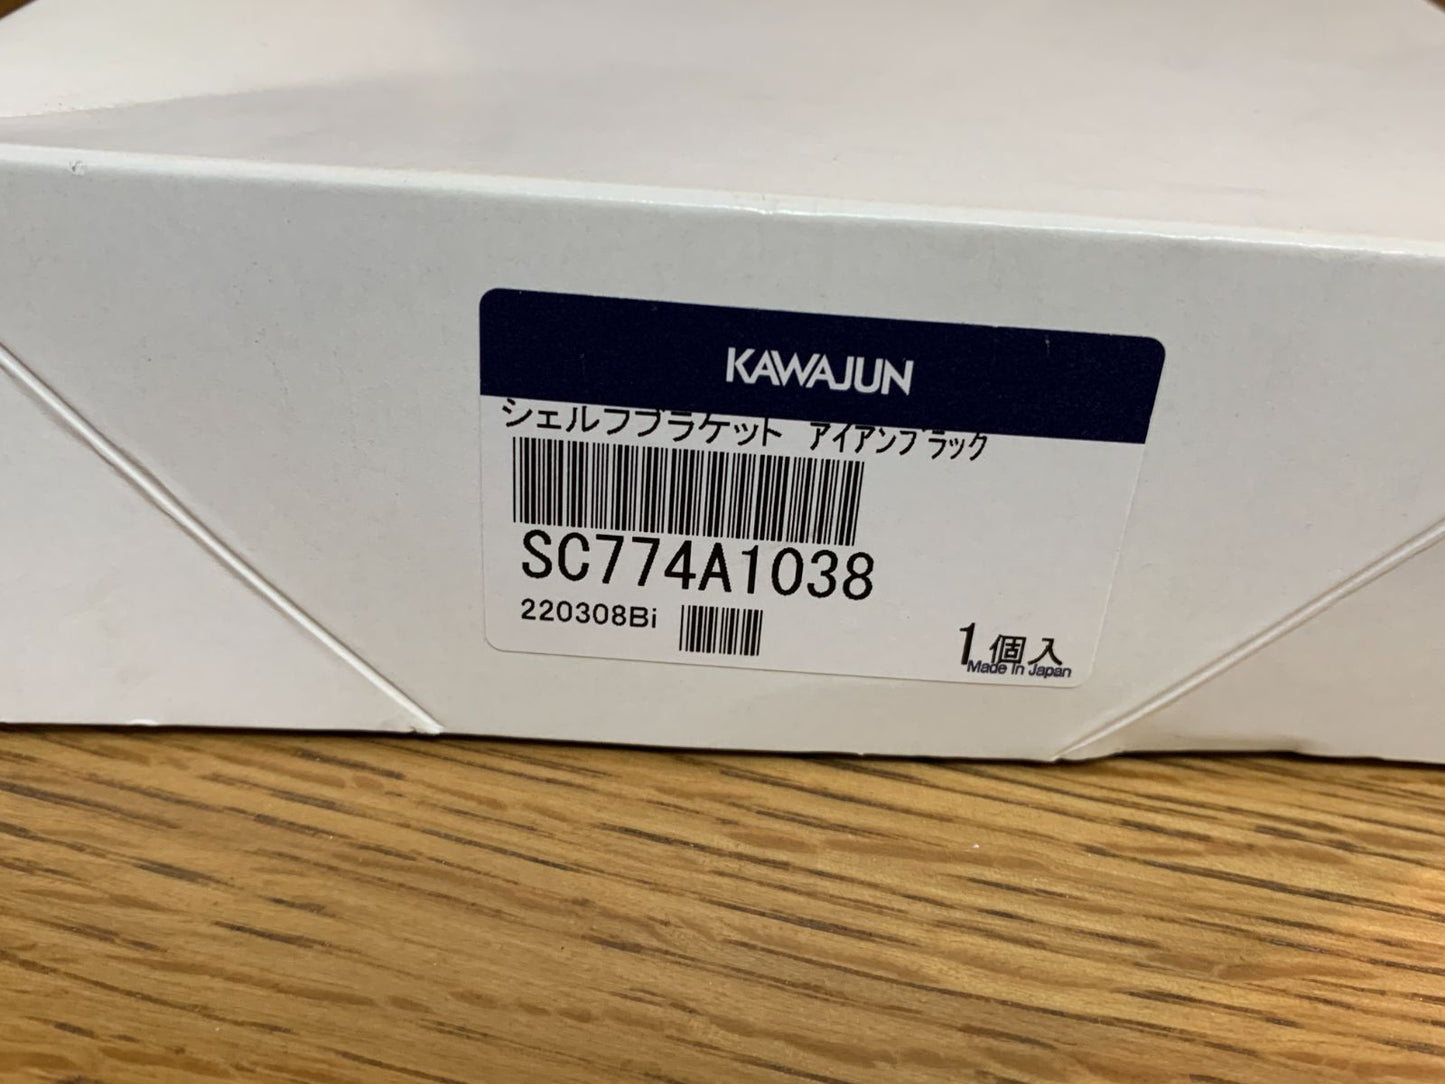 KAWAJUN
シェルフブラケット アイアンブラック
SC774A1038
220308Bi
1個入
Made in Japan